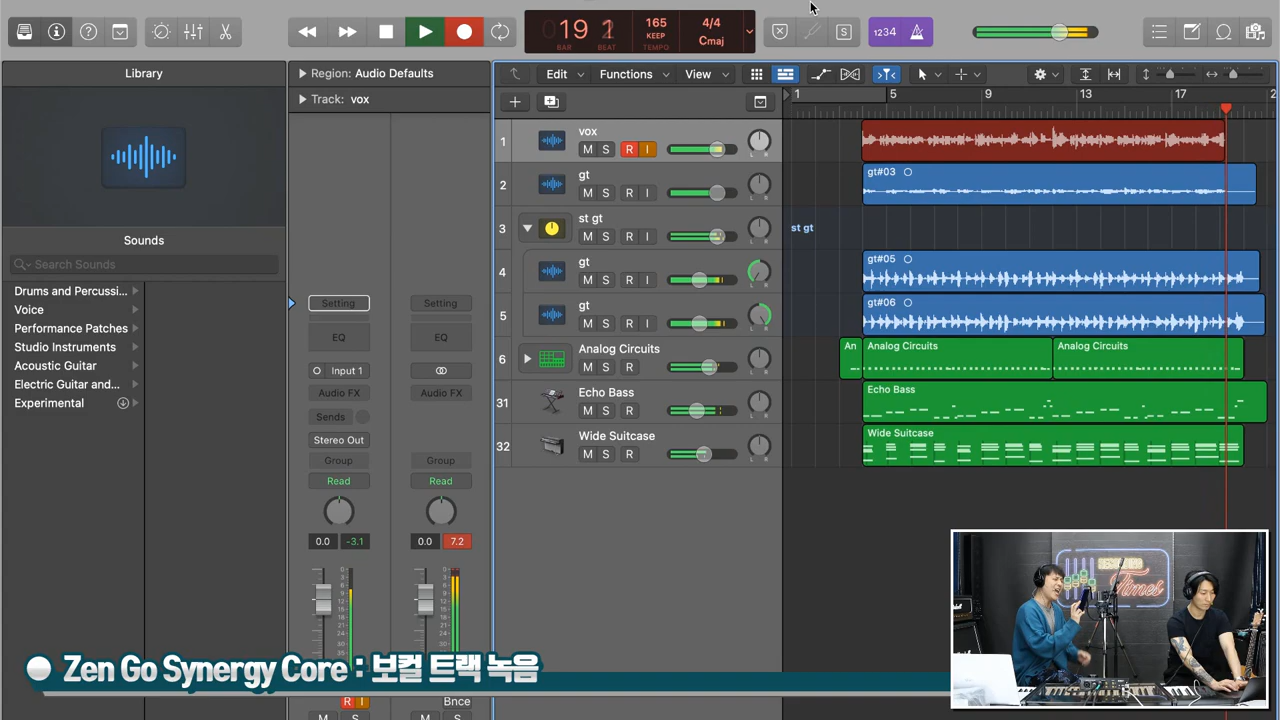 19 1
BAR BEAT
165
KEEP
TEMPO
4/4
Cmaj
S
1234
Library
Region: Audio Defaults
Track: vox
Edit Functions View
1 5 9 13 17 2
Sounds
Search Sounds
Drums and Percussi...
Voice
Performance Patches
Studio Instruments
Acoustic Guitar
Electric Guitar and...
Experimental
Setting Setting
EQ EQ
Input 1
Audio FX Audio FX
Sends
Stereo Out
Group Group
Read Read
0.0 -3.1 0.0 7.2
R I Bnce
M S M S
1 vox
M S R I
L R
2 gt
M S R I
L R
gt#03
3 st gt
M S R I
L R
st gt
4 gt
M S R I
L R
gt#05
5 gt
M S R I
L R
gt#06
6 Analog Circuits
M S R
L R
An Analog Circuits Analog Circuits
31 Echo Bass
M S R
L R
Echo Bass
32 Wide Suitcase
M S R
L R
Wide Suitcase
Times
Zen Go Synergy Core : 보컬 트랙 녹음